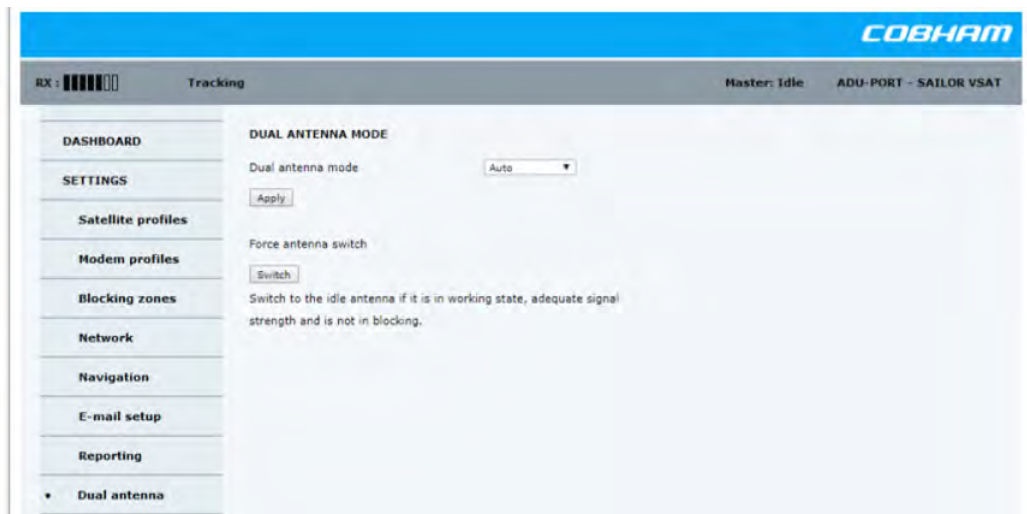 COBHAM
RX : Tracking Master: Idle ADU-PORT - SAILOR VSAT
DASHBOARD
SETTINGS
Satellite profiles
Modem profiles
Blocking zones
Network
Navigation
E-mail setup
Reporting
• Dual antenna
DUAL ANTENNA MODE
Dual antenna mode Auto
Apply
Force antenna switch
Switch
Switch to the idle antenna if it is in working state, adequate signal
strength and is not in blocking.